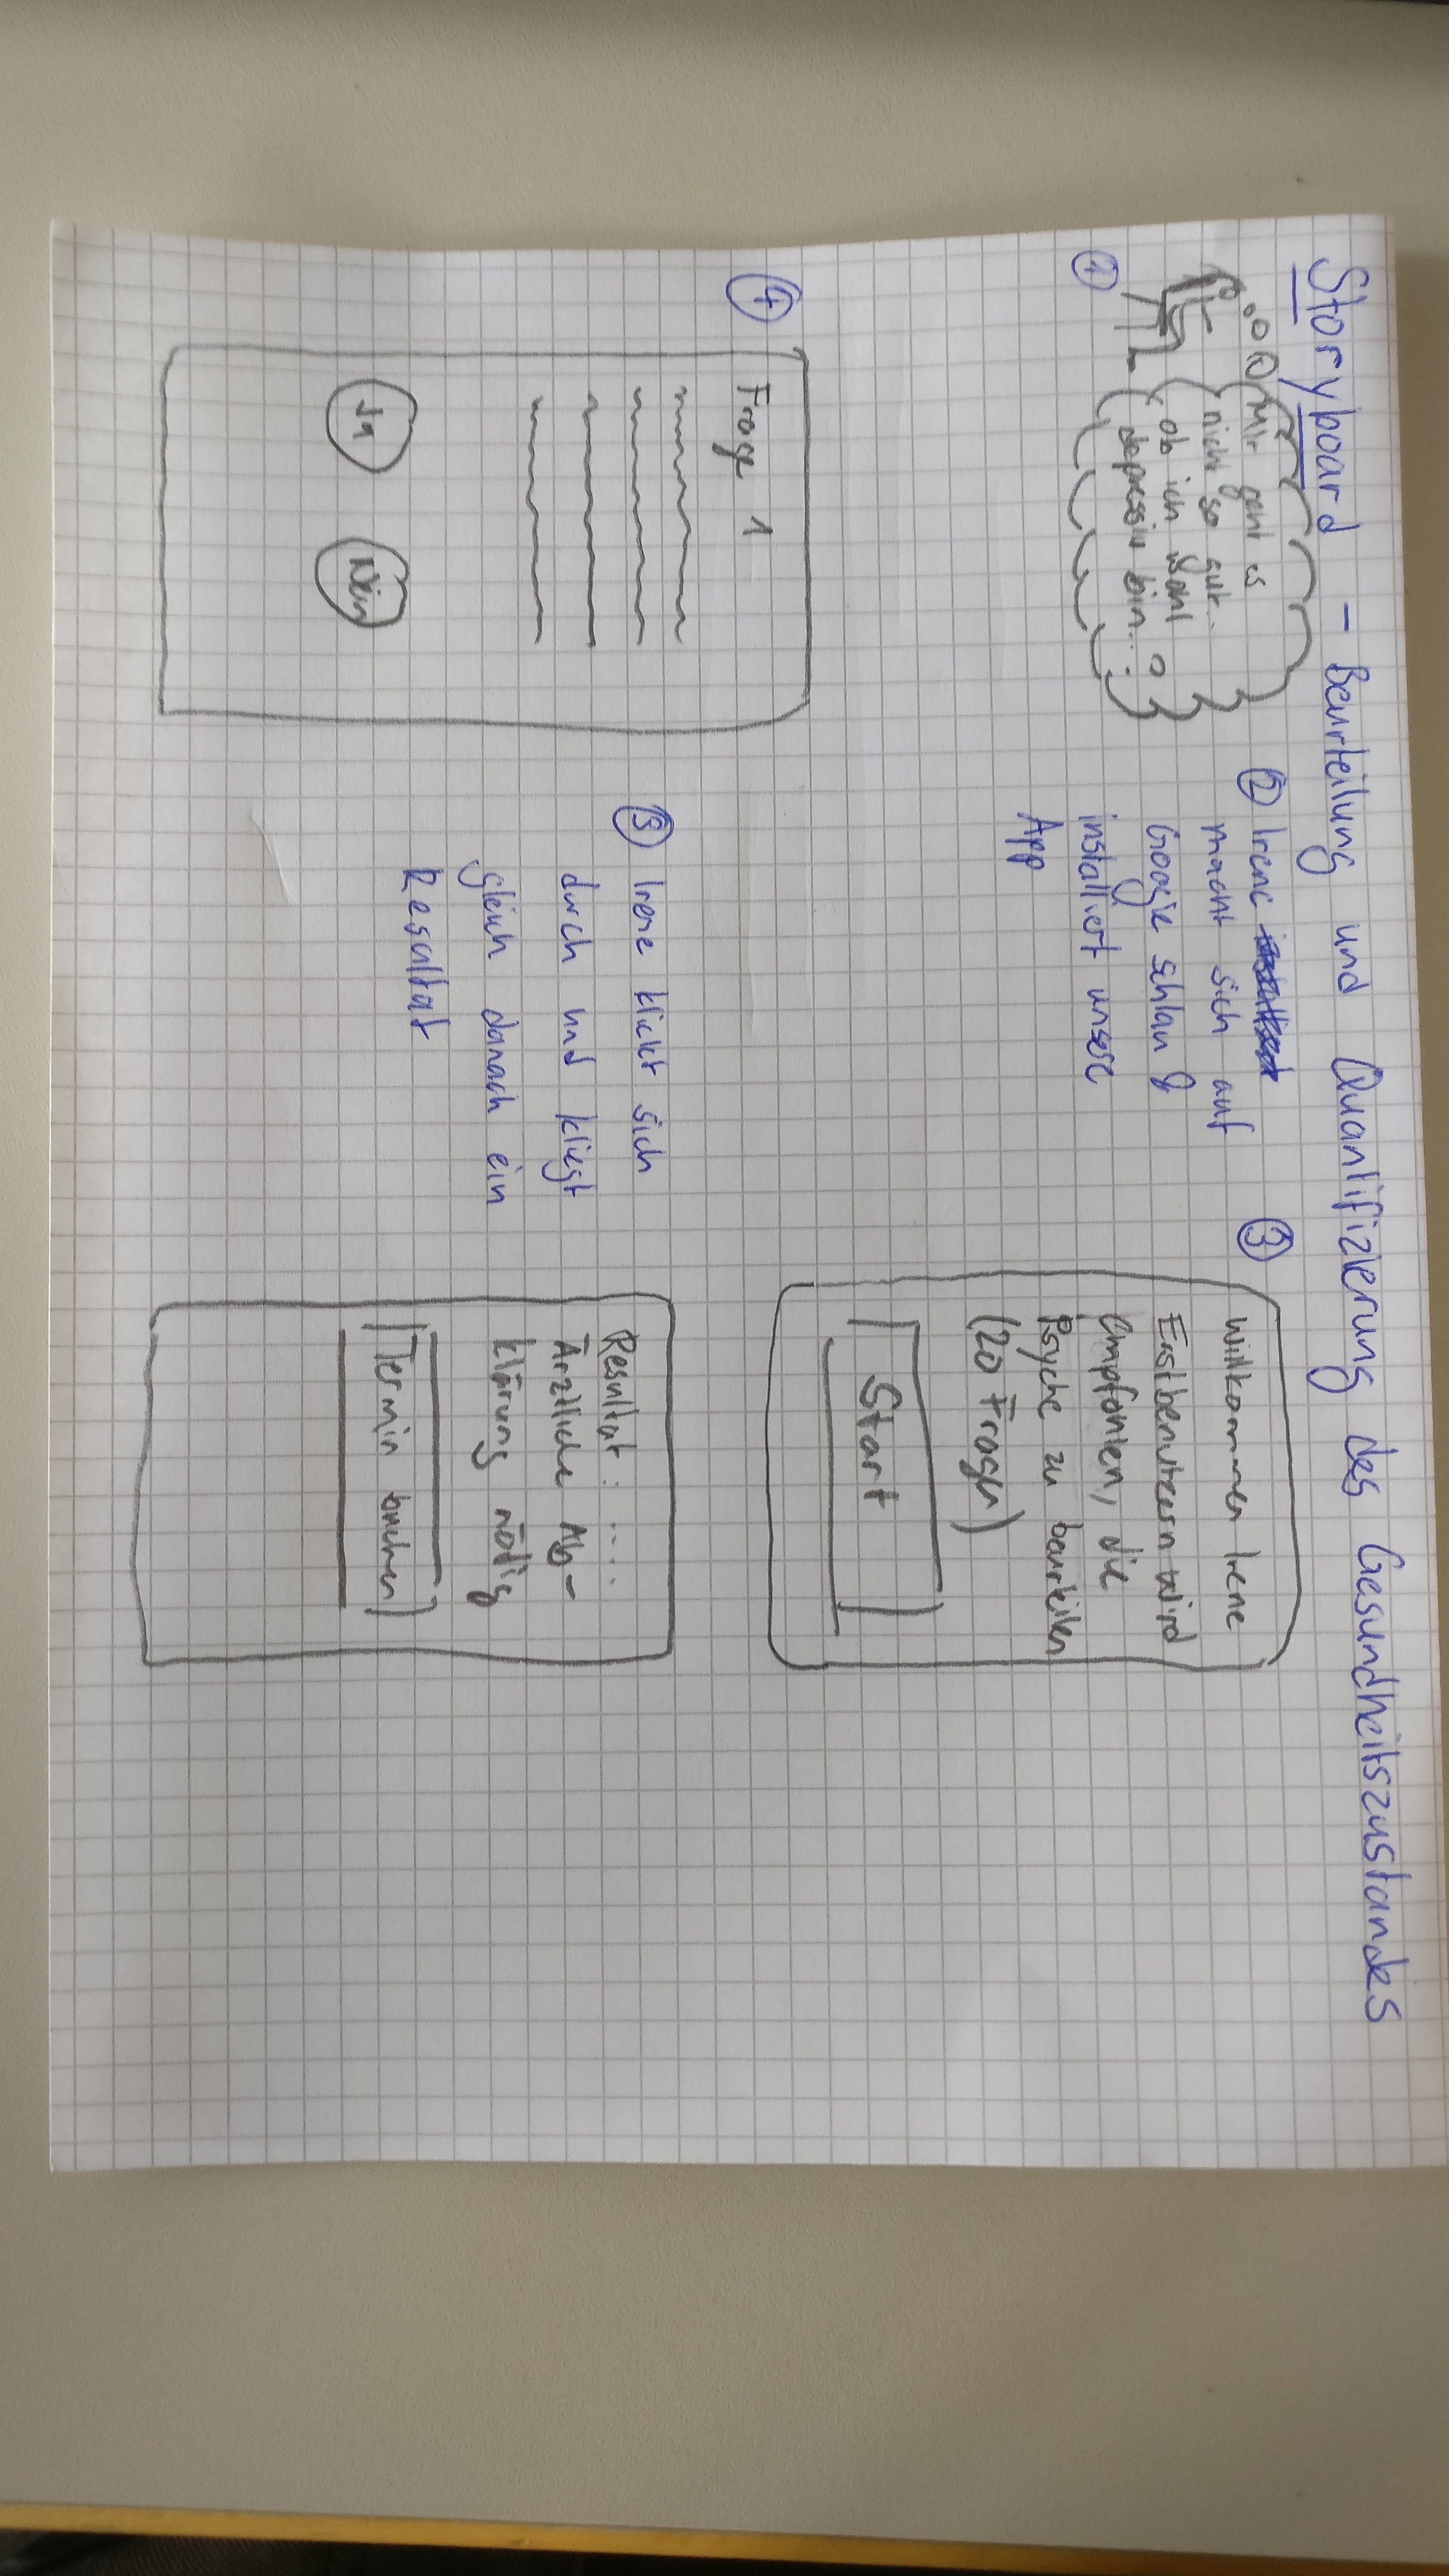 Storyboard – Beurteilung und Quantifizierung des Gesundheitszustandes
①
Mir geht es
nicht so gut..
ob ich wohl
depressiv bin..?
② Irene
macht sich auf
Google schlau &
installiert unsere
App
③
Willkommen Irene
Erstbenutzern wird
empfohlen, die
Psyche zu beurteilen
(20 Fragen)
Start
④
Frage 1
Ja Nein
⑤ Irene klickt sich
durch und kliegt
gleich danach ein
Resultat
Resultat: ....
Ärztliche Ab-
klärung nötig
Termin buchen